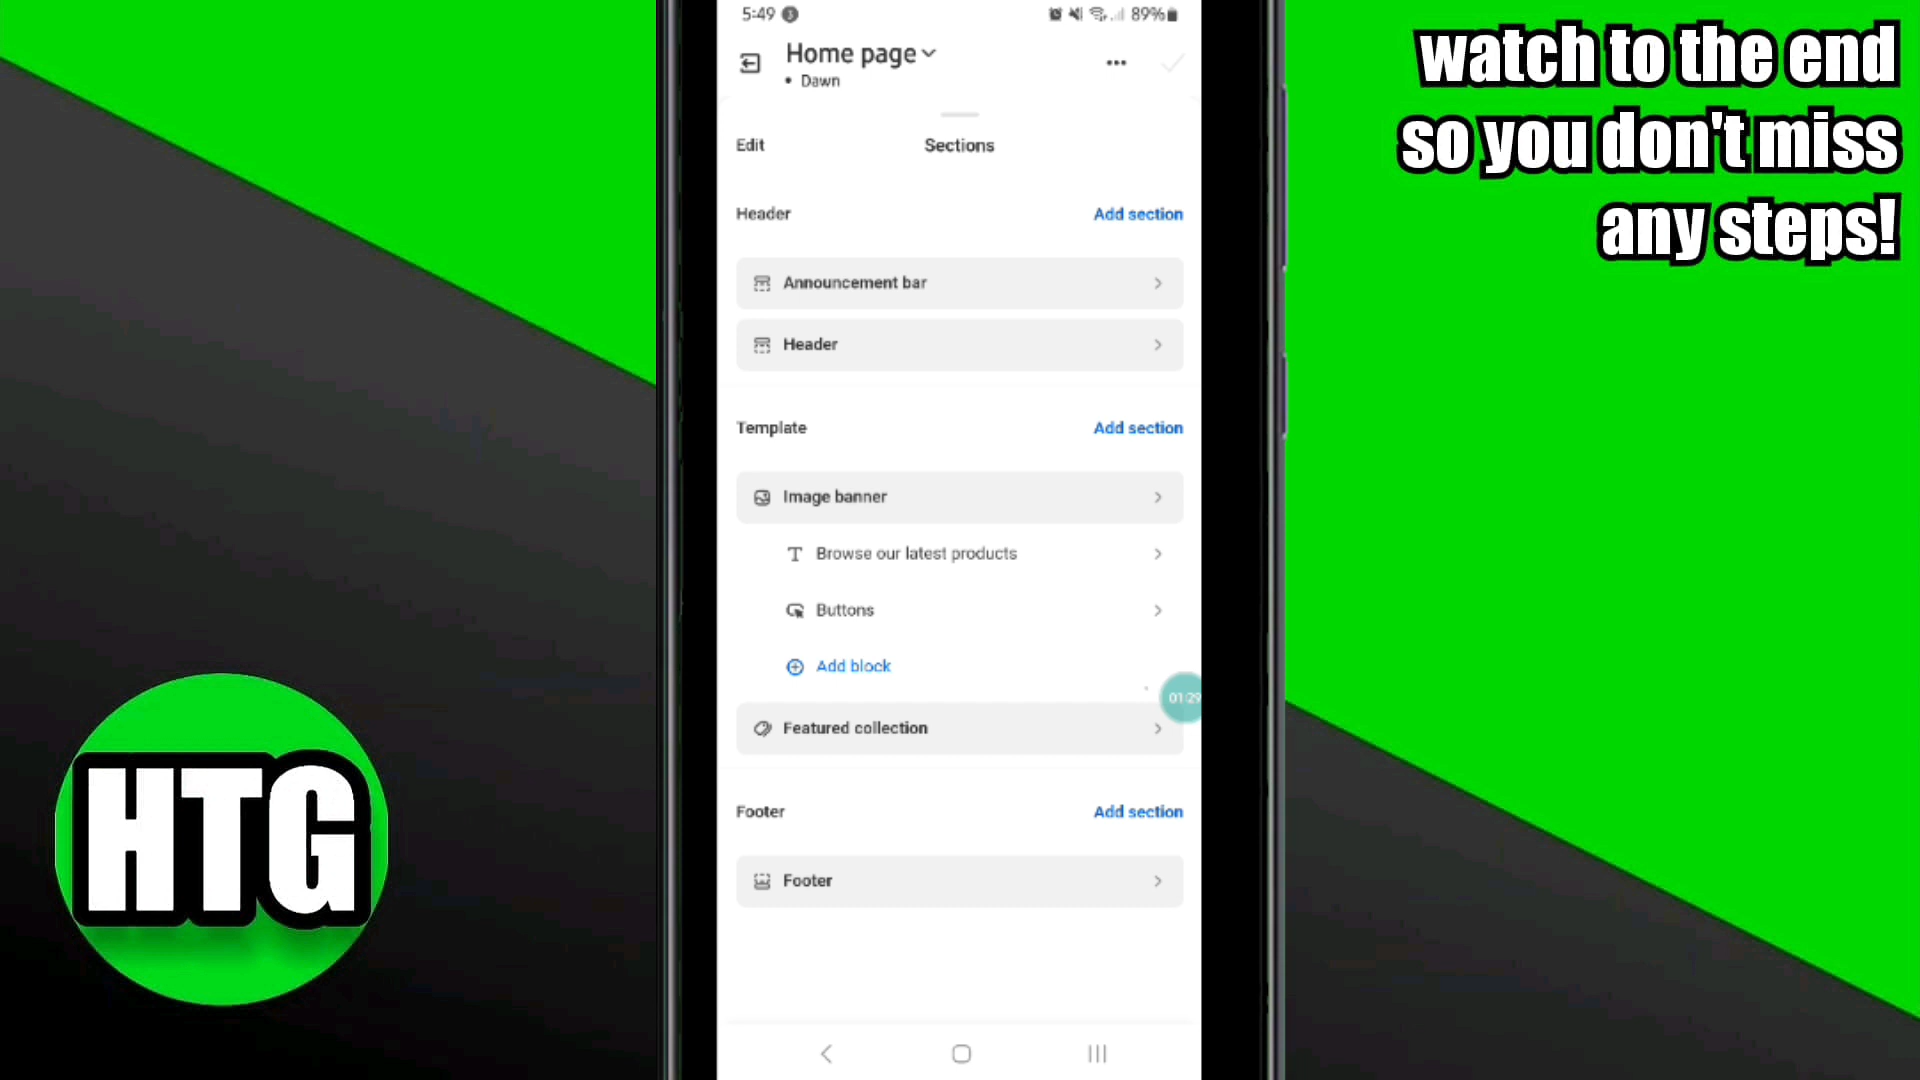 5:49
89%
Home page
• Dawn
Edit
Sections
Header
Add section
Announcement bar
Header
Template
Add section
Image banner
Browse our latest products
Buttons
Add block
01:29
Featured collection
Footer
Add section
Footer
watch to the end
so you don't miss
any steps!
HTG